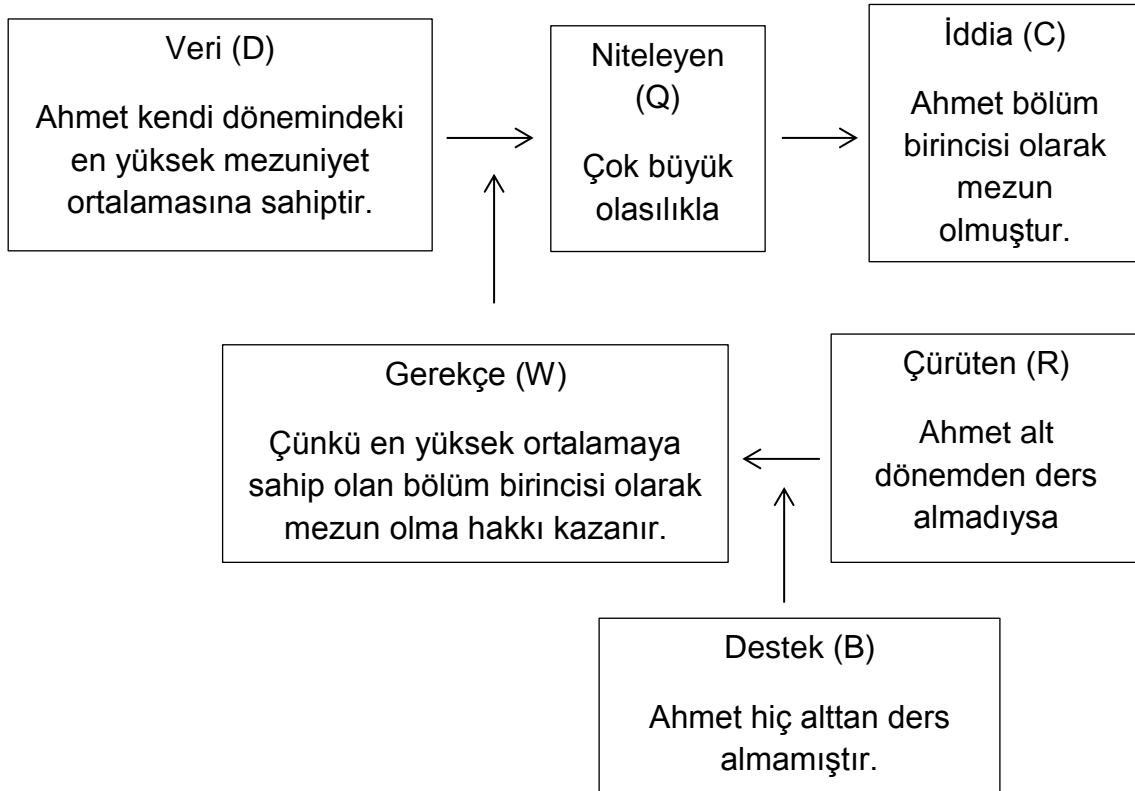 Veri (D)
Ahmet kendi dönemindeki
en yüksek mezuniyet
ortalamasına sahiptir.
Niteleyen
(Q)
Çok büyük
olasılıkla
İddia (C)
Ahmet bölüm
birincisi olarak
mezun
olmuştur.
Gerekçe (W)
Çünkü en yüksek ortalamaya
sahip olan bölüm birincisi olarak
mezun olma hakkı kazanır.
Çürüten (R)
Ahmet alt
dönemden ders
almadıysa
Destek (B)
Ahmet hiç alttan ders
almamıştır.